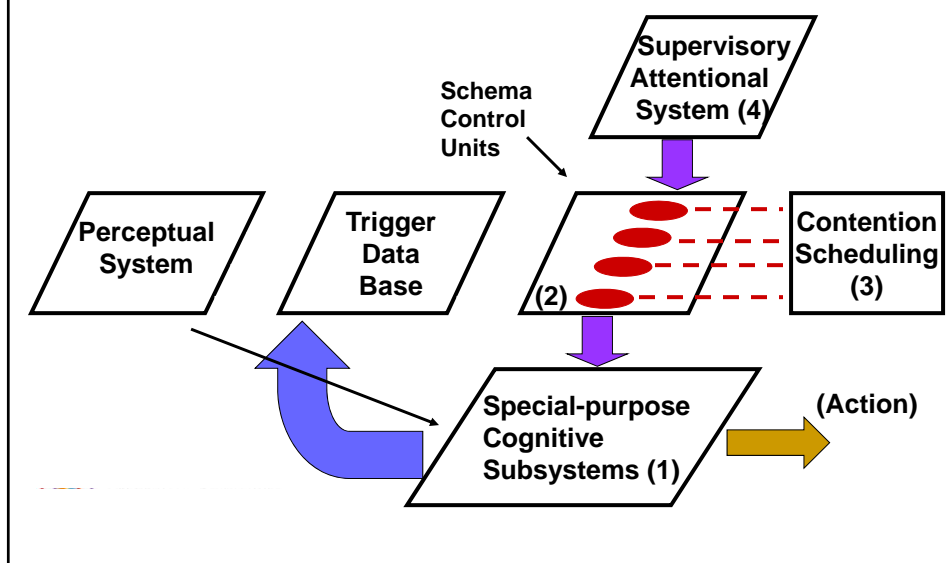 Supervisory
Attentional
System (4)
Schema
Control
Units
Perceptual
System
Trigger
Data
Base
(2)
Contention
Scheduling
(3)
Special-purpose
Cognitive
Subsystems (1)
(Action)